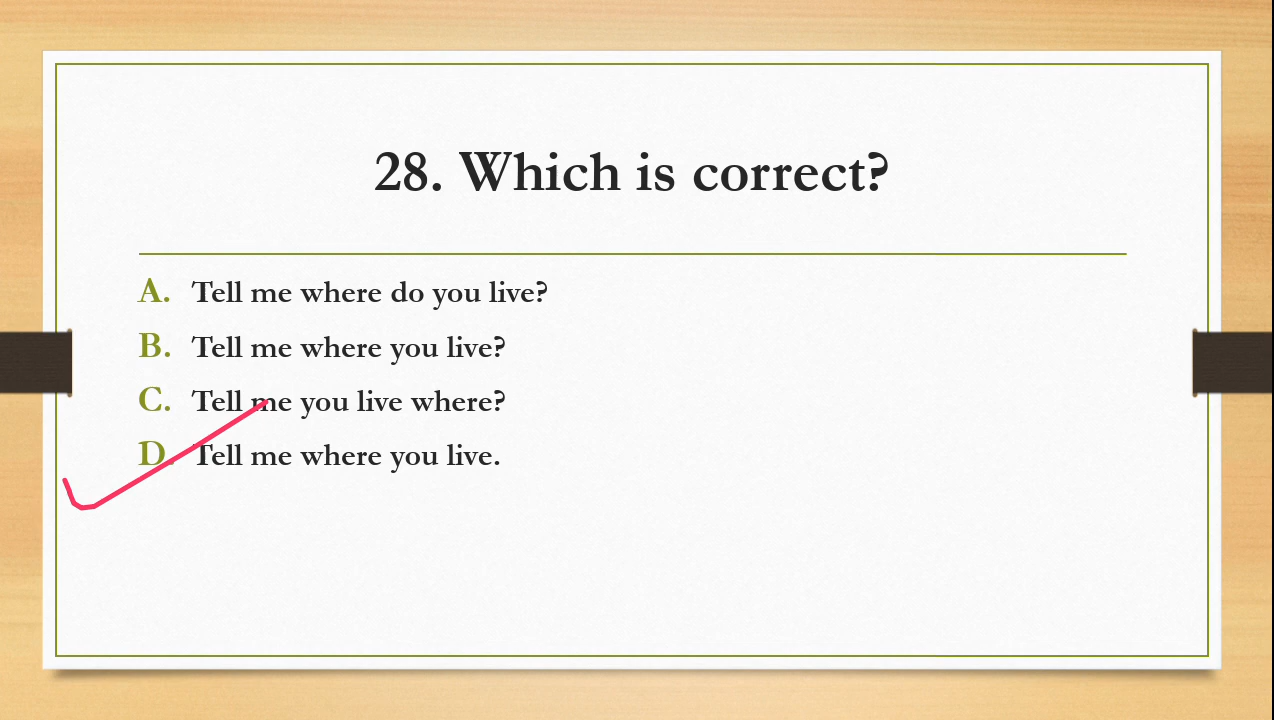 28. Which is correct?
A. Tell me where do you live?
B. Tell me where you live?
C. Tell me you live where?
D. Tell me where you live.